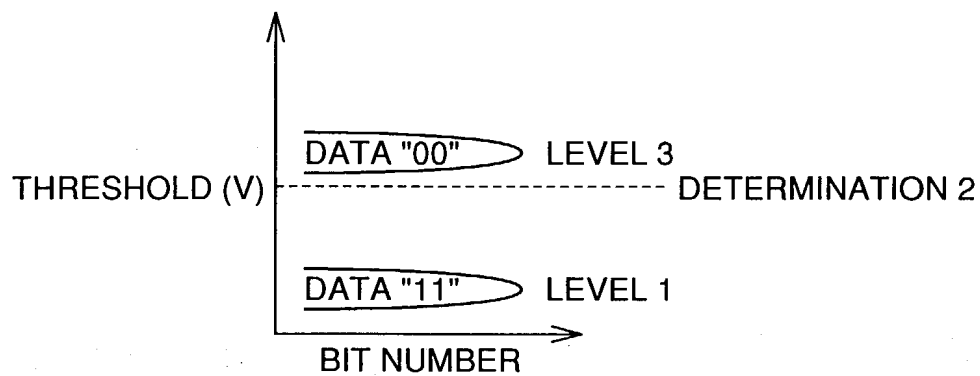 DATA "00" LEVEL 3
THRESHOLD (V) DETERMINATION 2
DATA "11" LEVEL 1
BIT NUMBER